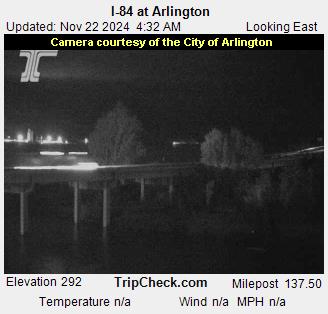 I-84 at Arlington
Updated: Nov 22 2024 4:32 AM Looking East
Camera courtesy of the City of Arlington
Elevation 292 TripCheck.com Milepost 137.50
Temperature n/a Wind n/a MPH n/a